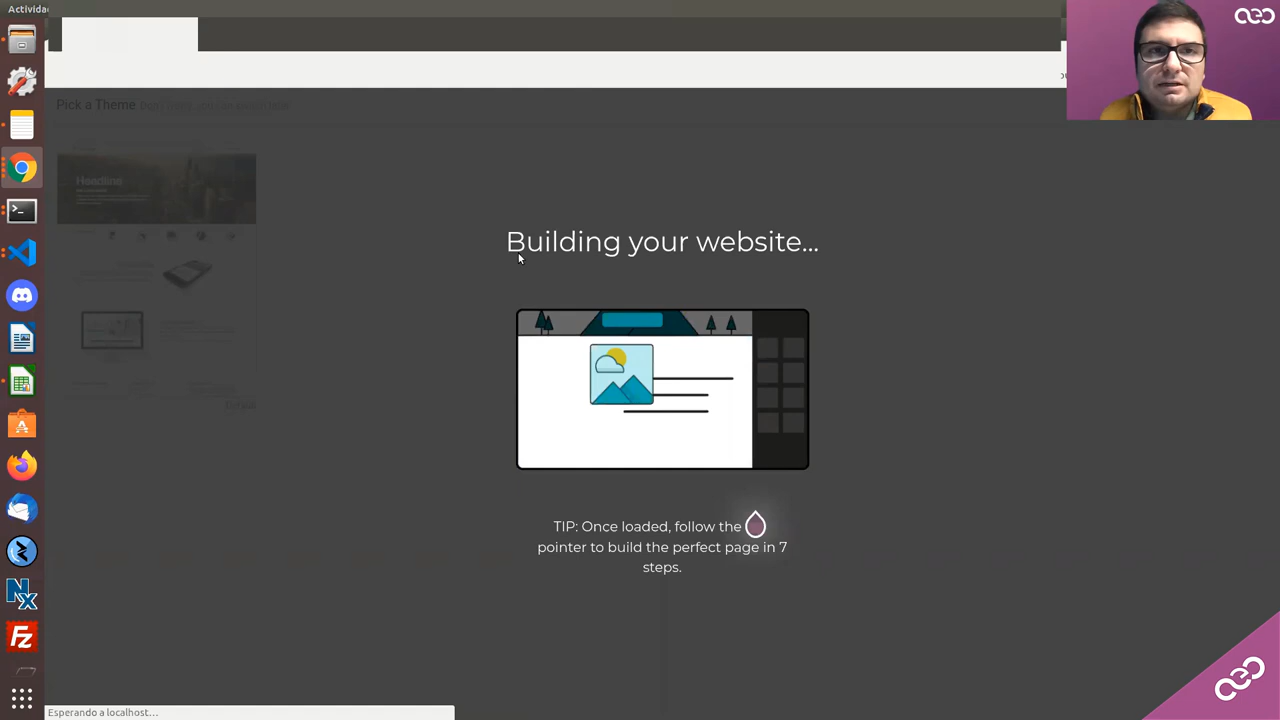 Activida
Pick a Theme
Headline
Building your website...
TIP: Once loaded, follow the
pointer to build the perfect page in 7
steps.
Esperando a localhost...